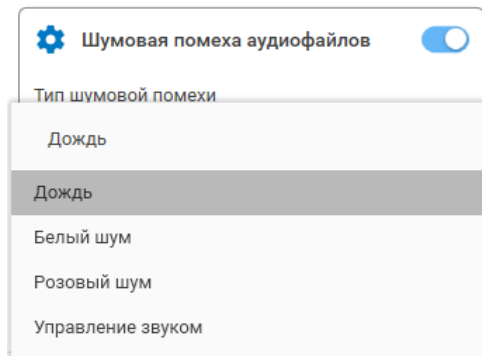 Шумовая помеха аудиофайлов
Тип шумовой помехи
Дождь
Дождь
Белый шум
Розовый шум
Управление звуком